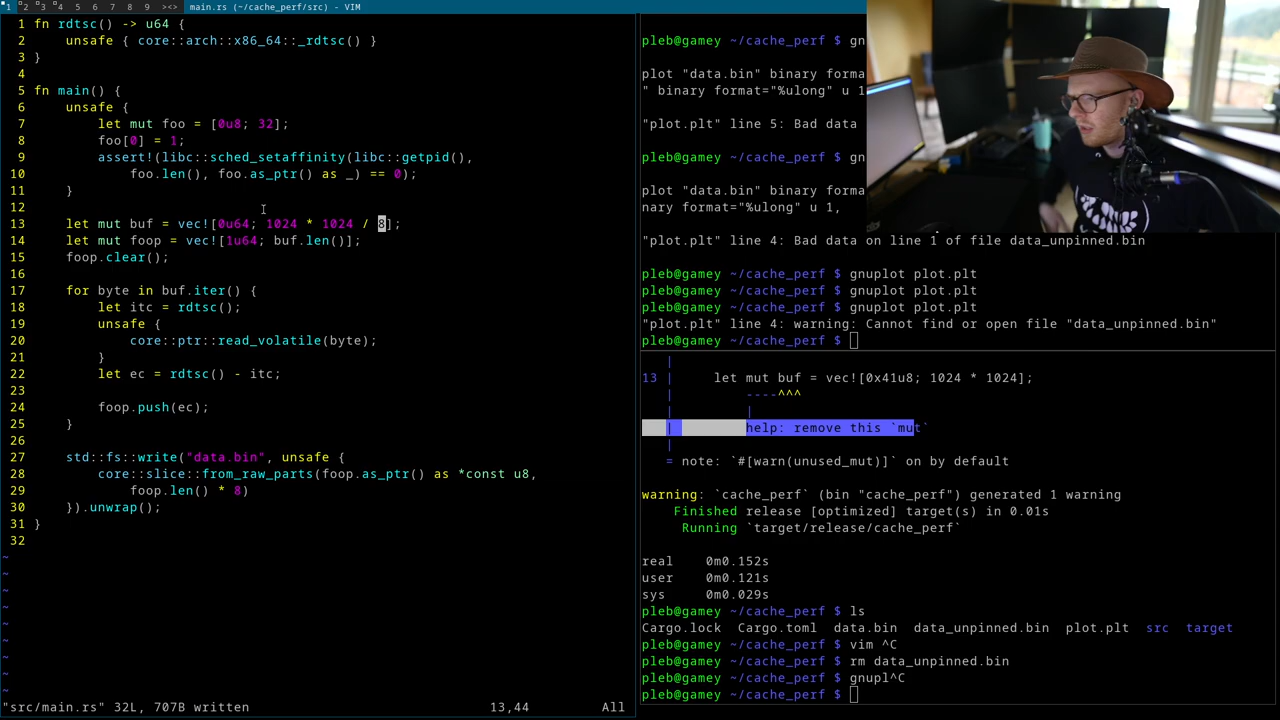 1 2 3 4 5 6 7 8 9 ><> main.rs (~/cache_perf/src) - VIM
1 fn rdtsc() -> u64 {
2     unsafe { core::arch::x86_64::_rdtsc() }
3 }
4
5 fn main() {
6     unsafe {
7         let mut foo = [0u8; 32];
8         foo[0] = 1;
9         assert!(libc::sched_setaffinity(libc::getpid(),
10             foo.len(), foo.as_ptr() as _) == 0);
11     }
12
13     let mut buf = vec![0u64; 1024 * 1024 / 8];
14     let mut foop = vec![1u64; buf.len()];
15     foop.clear();
16
17     for byte in buf.iter() {
18         let itc = rdtsc();
19         unsafe {
20             core::ptr::read_volatile(byte);
21         }
22         let ec = rdtsc() - itc;
23
24         foop.push(ec);
25     }
26
27     std::fs::write("data.bin", unsafe {
28         core::slice::from_raw_parts(foop.as_ptr() as *const u8,
29             foop.len() * 8)
30     }).unwrap();
31 }
32
~
~
~
~
~
~
~
~
~
"src/main.rs" 32L, 707B written 13,44 All
pleb@gamey ~/cache_perf $ gn
plot "data.bin" binary forma
" binary format="%ulong" u 1
"plot.plt" line 5: Bad data
pleb@gamey ~/cache_perf $ gn
plot "data.bin" binary forma
nary format="%ulong" u 1,
"plot.plt" line 4: Bad data on line 1 of file data_unpinned.bin
pleb@gamey ~/cache_perf $ gnuplot plot.plt
pleb@gamey ~/cache_perf $ gnuplot plot.plt
pleb@gamey ~/cache_perf $ gnuplot plot.plt
"plot.plt" line 4: warning: Cannot find or open file "data_unpinned.bin"
pleb@gamey ~/cache_perf $
|
13 |     let mut buf = vec![0x41u8; 1024 * 1024];
|         ----^^^
|         |
|         help: remove this `mut`
|
= note: `#[warn(unused_mut)]` on by default
warning: `cache_perf` (bin "cache_perf") generated 1 warning
Finished release [optimized] target(s) in 0.01s
Running `target/release/cache_perf`
real 0m0.152s
user 0m0.121s
sys 0m0.029s
pleb@gamey ~/cache_perf $ ls
Cargo.lock Cargo.toml data.bin data_unpinned.bin plot.plt src target
pleb@gamey ~/cache_perf $ vim ^C
pleb@gamey ~/cache_perf $ rm data_unpinned.bin
pleb@gamey ~/cache_perf $ gnupl^C
pleb@gamey ~/cache_perf $